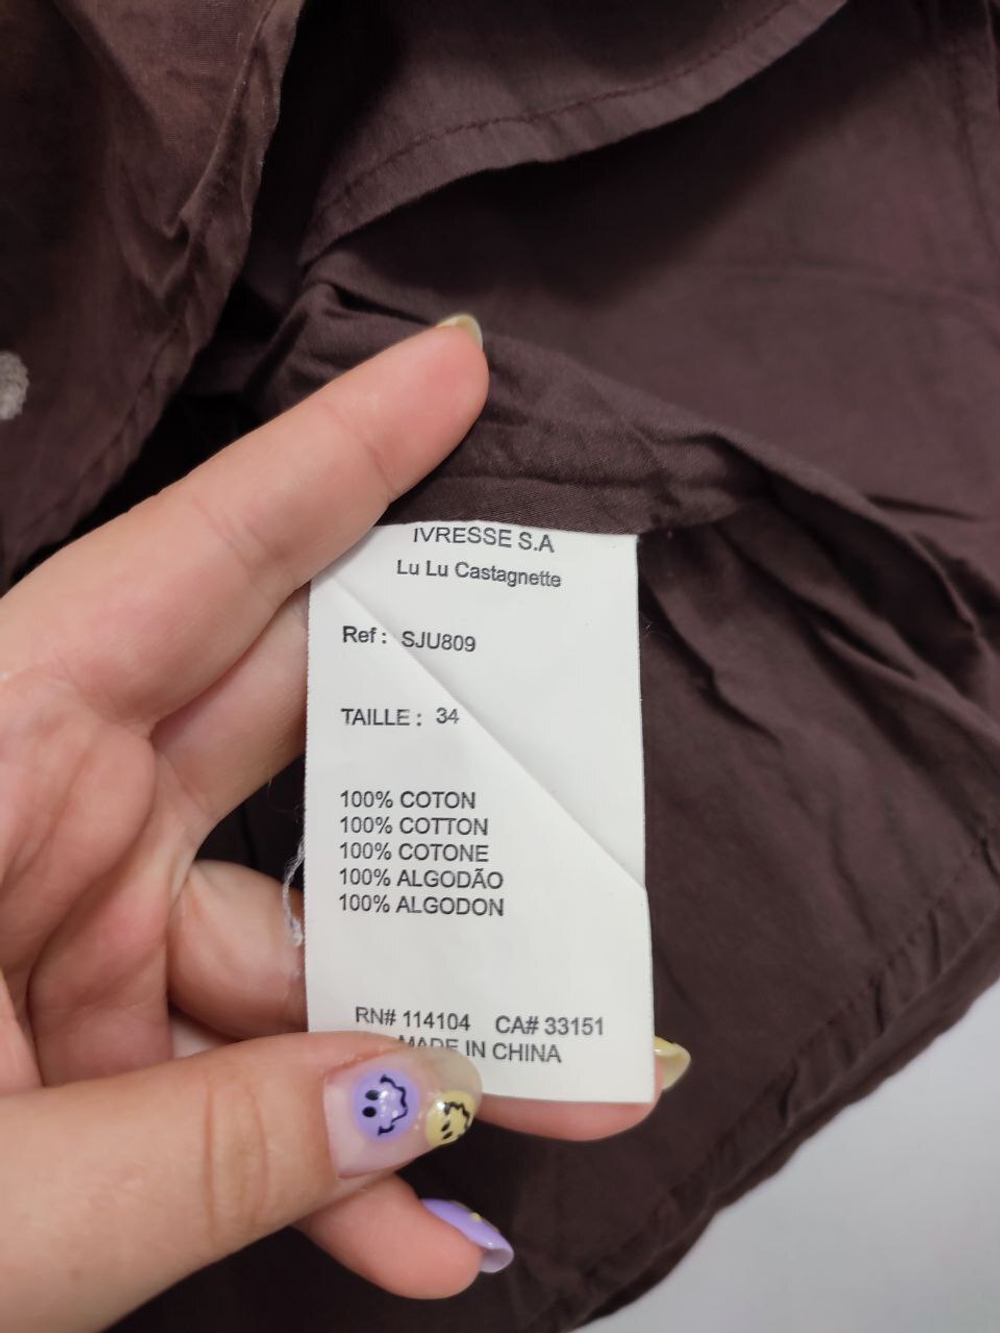 IVRESSE S.A
Lu Lu Castagnette
Ref : SJU809
TAILLE : 34
100% COTON
100% COTTON
100% COTONE
100% ALGODÃO
100% ALGODON
RN# 114104 CA# 33151
MADE IN CHINA